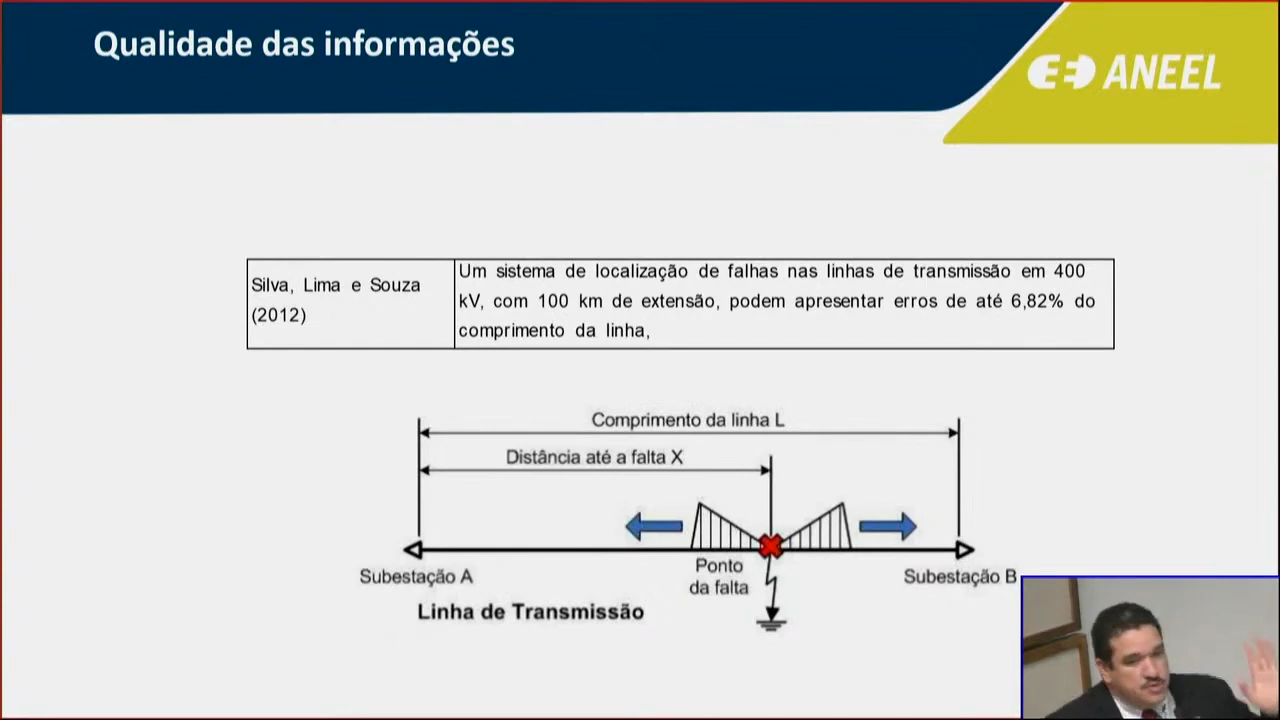 Qualidade das informações
ANEEL
Silva, Lima e Souza
(2012)
Um sistema de localização de falhas nas linhas de transmissão em 400
kV, com 100 km de extensão, podem apresentar erros de até 6,82% do
comprimento da linha,
Comprimento da linha L
Distância até a falta X
Ponto
da falta
Subestação A
Subestação B
Linha de Transmissão